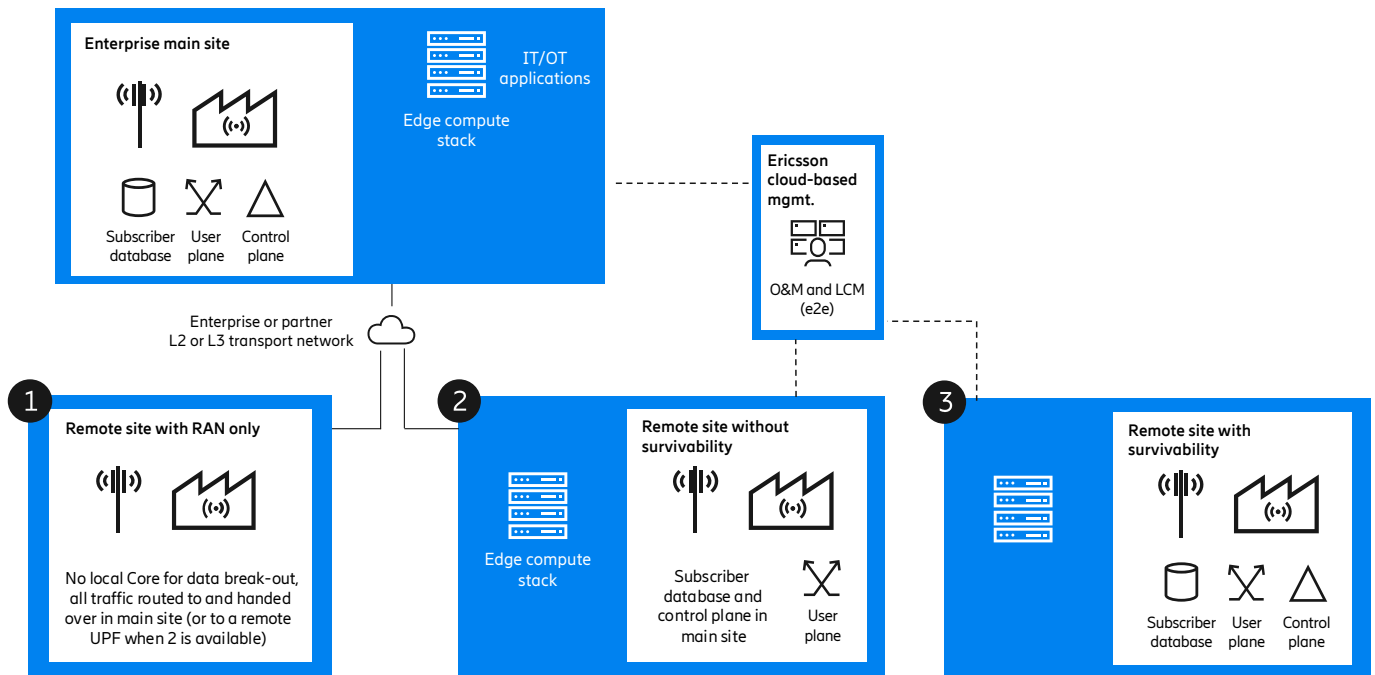 Enterprise main site
IT/OT
applications
Edge compute
stack
Subscriber
database
User
plane
Control
plane
Ericsson
cloud-based
mgmt.
O&M and LCM
(e2e)
Enterprise or partner
L2 or L3 transport network
1
Remote site with RAN only
No local Core for data break-out,
all traffic routed to and handed
over in main site (or to a remote
UPF when 2 is available)
2
Edge compute
stack
Remote site without
survivability
Subscriber
database and
control plane in
main site
User
plane
3
Remote site with
survivability
Subscriber
database
User
plane
Control
plane